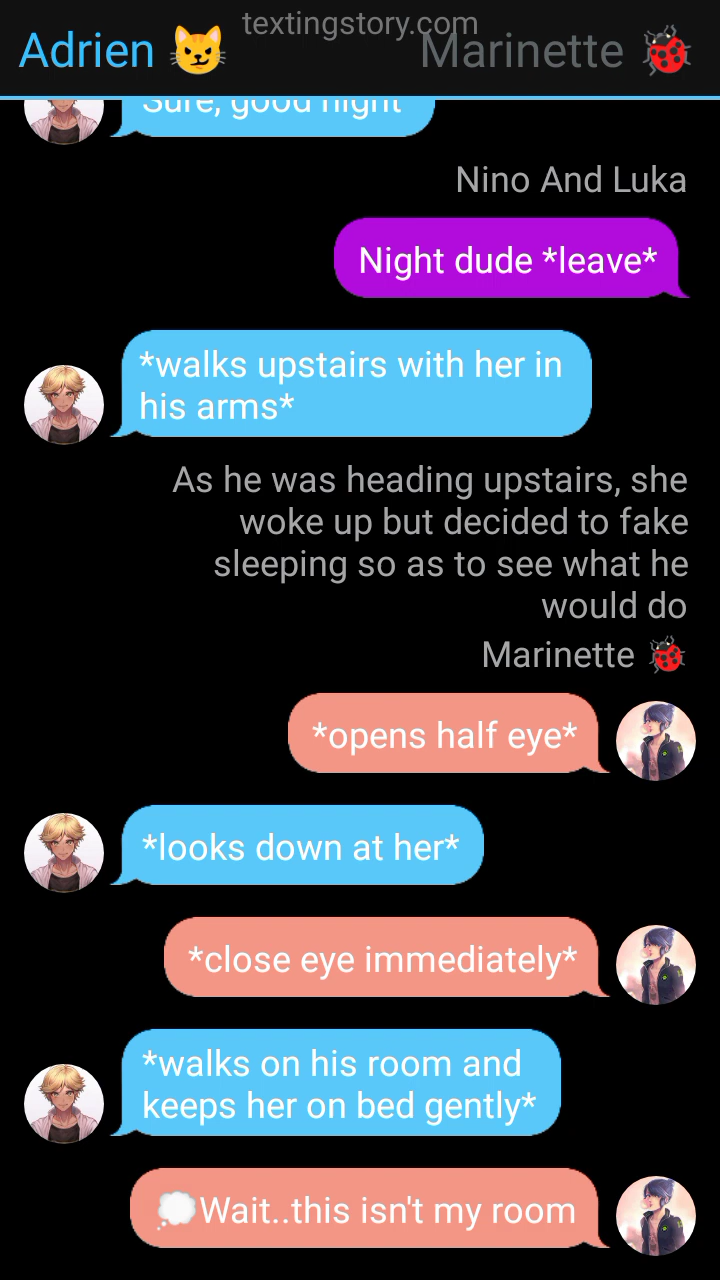 textingstory.com
Adrien 😼 Marinette 🐞
Sure, good night
Nino And Luka
Night dude *leave*
*walks upstairs with her in
his arms*
As he was heading upstairs, she
woke up but decided to fake
sleeping so as to see what he
would do
Marinette 🐞
*opens half eye*
*looks down at her*
*close eye immediately*
*walks on his room and
keeps her on bed gently*
💭Wait..this isn't my room